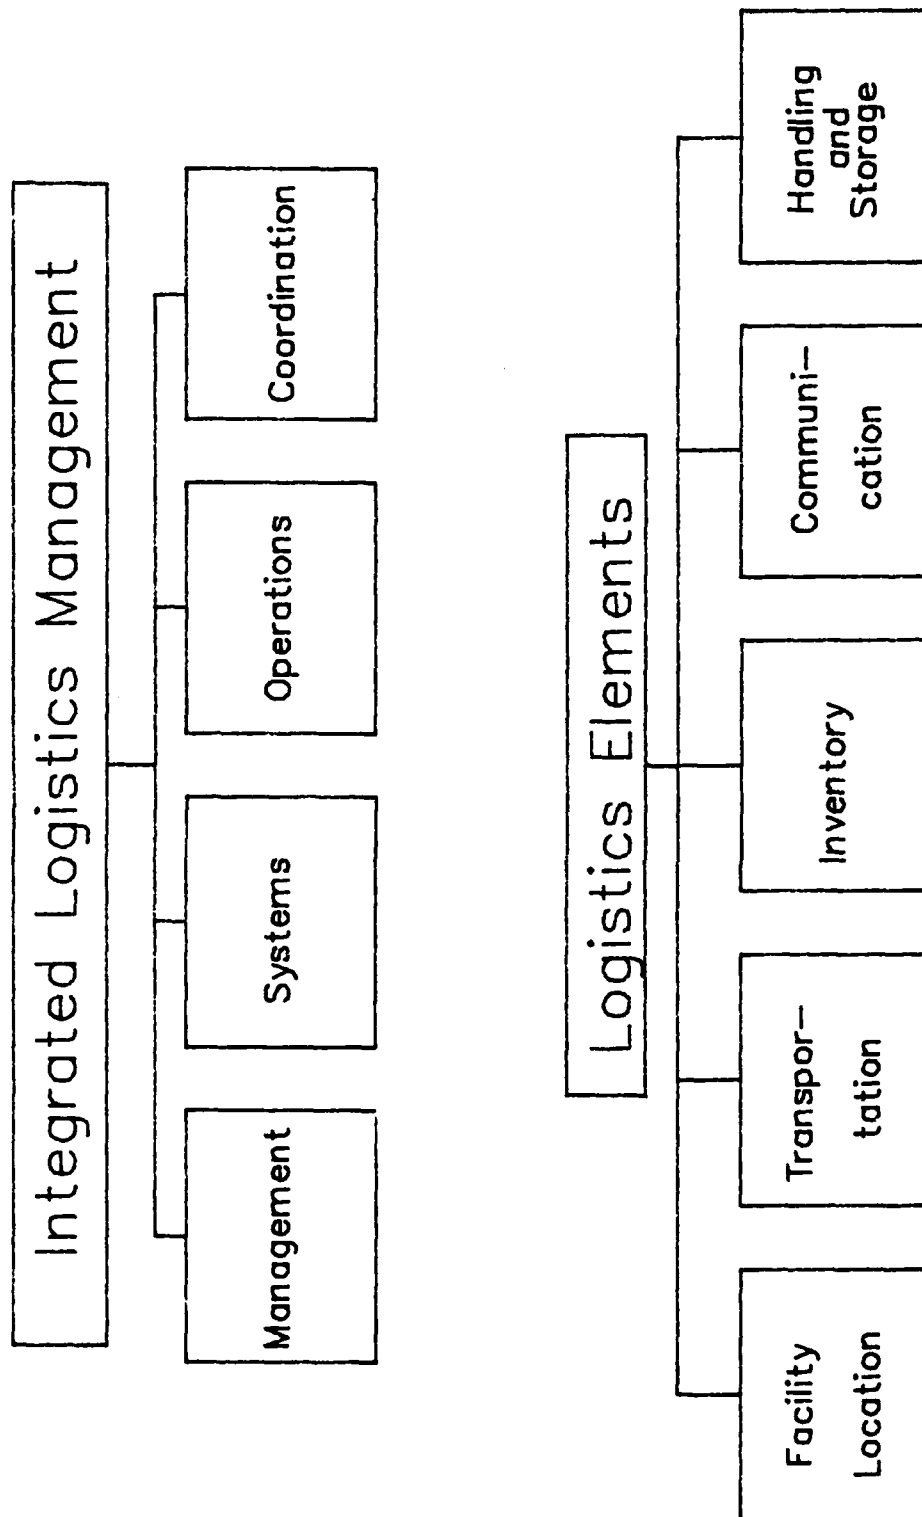 Integrated Logistics Management
Management
Systems
Operations
Coordination
Logistics Elements
Facility
Location
Transpor-
tation
Inventory
Communi-
cation
Handling
and
Storage